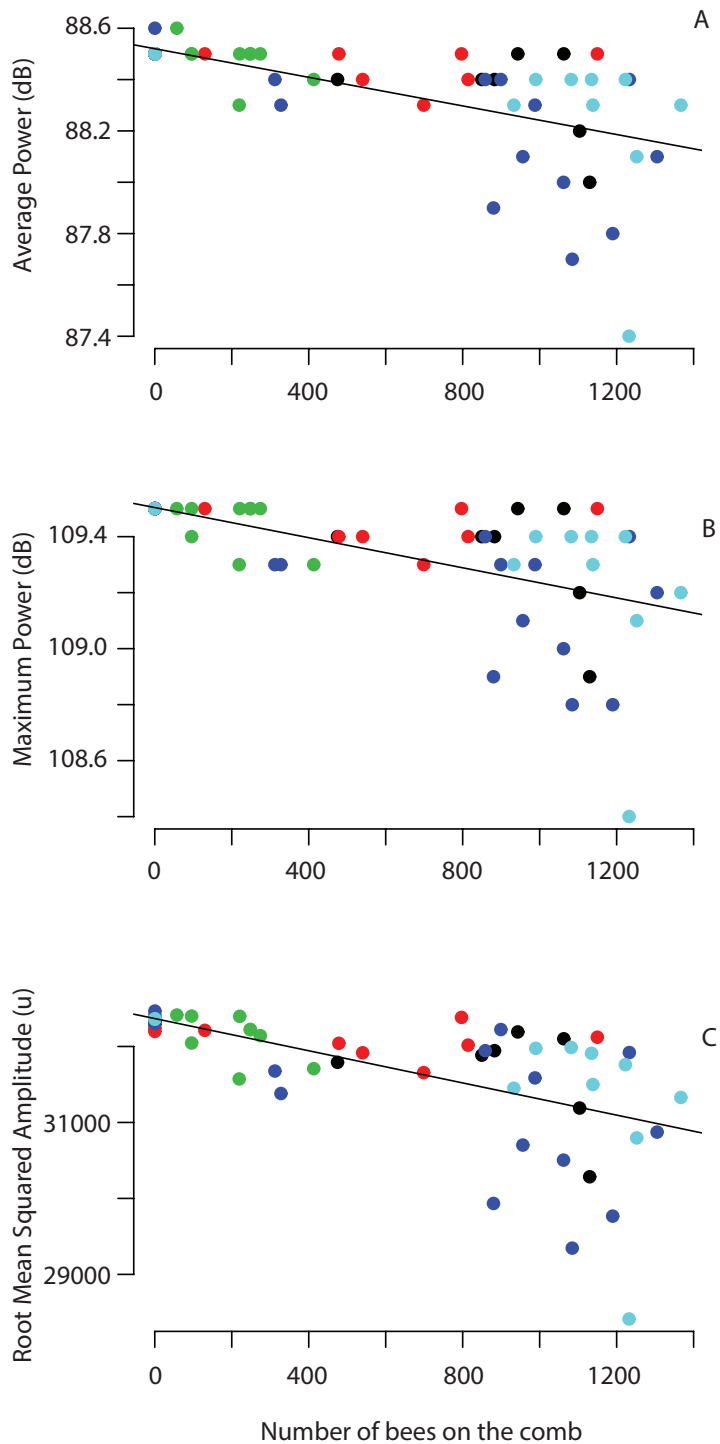 A
Average Power (dB)
88.6
88.2
87.8
87.4
0 400 800 1200
B
Maximum Power (dB)
109.4
109.0
108.6
0 400 800 1200
C
Root Mean Squared Amplitude (u)
31000
29000
0 400 800 1200
Number of bees on the comb